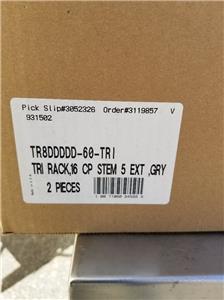 Pick Slip#3052326 Order#3119857 V
931502
TR8DDDDD-60-TRI
TRI RACK,16 CP STEM 5 EXT ,GRY
2 PIECES